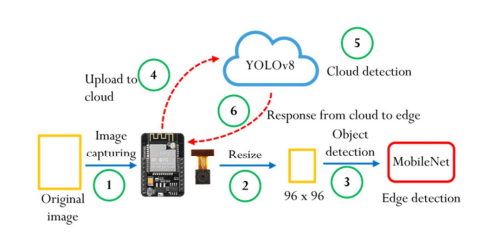 5
4
YOLOv8
Upload to
cloud
Cloud detection
6
Response from cloud to edge
Image
capturing
Object
detection
Resize
MobileNet
1
2
3
Original
image
96 x 96
Edge detection